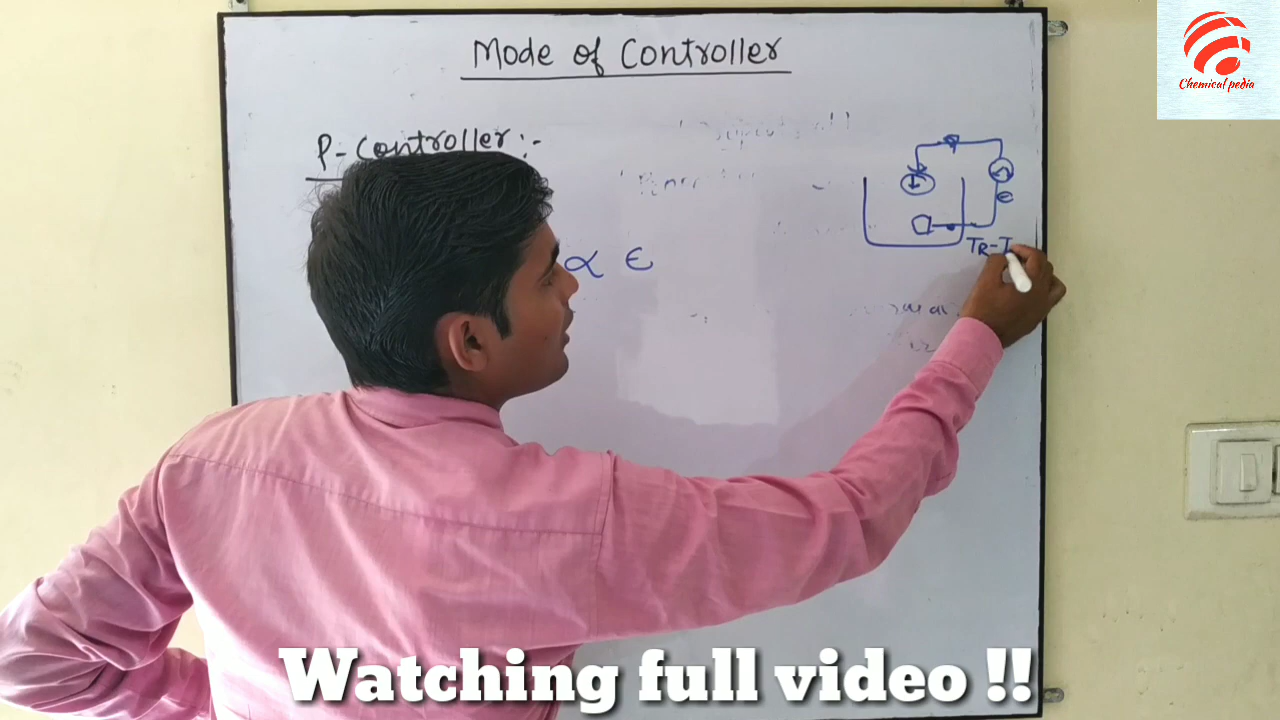 Mode of Controller
Chemical pedia
P-Controller:-
∝ ϵ
TR-T
Watching full video !!